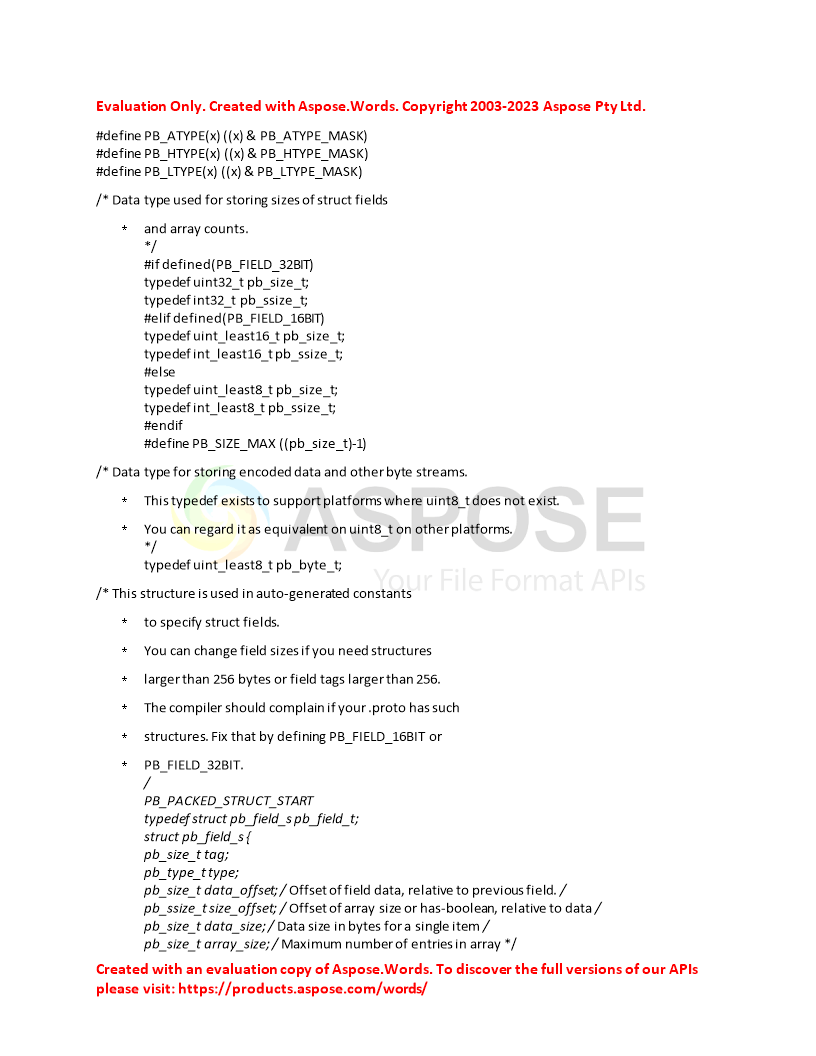 Evaluation Only. Created with Aspose.Words. Copyright 2003-2023 Aspose Pty Ltd.
#define PB_ATYPE(x) ((x) & PB_ATYPE_MASK)
#define PB_HTYPE(x) ((x) & PB_HTYPE_MASK)
#define PB_LTYPE(x) ((x) & PB_LTYPE_MASK)
/* Data type used for storing sizes of struct fields
* and array counts.
*/
#if defined(PB_FIELD_32BIT)
typedef uint32_t pb_size_t;
typedef int32_t pb_ssize_t;
#elif defined(PB_FIELD_16BIT)
typedef uint_least16_t pb_size_t;
typedef int_least16_t pb_ssize_t;
#else
typedef uint_least8_t pb_size_t;
typedef int_least8_t pb_ssize_t;
#endif
#define PB_SIZE_MAX ((pb_size_t)-1)
/* Data type for storing encoded data and other byte streams.
* This typedef exists to support platforms where uint8_t does not exist.
* You can regard it as equivalent on uint8_t on other platforms.
*/
typedef uint_least8_t pb_byte_t;
ASPOSE
Your File Format APIs
/* This structure is used in auto-generated constants
* to specify struct fields.
* You can change field sizes if you need structures
* larger than 256 bytes or field tags larger than 256.
* The compiler should complain if your .proto has such
* structures. Fix that by defining PB_FIELD_16BIT or
* PB_FIELD_32BIT.
/
PB_PACKED_STRUCT_START
typedef struct pb_field_s pb_field_t;
struct pb_field_s {
pb_size_t tag;
pb_type_t type;
pb_size_t data_offset; / Offset of field data, relative to previous field. /
pb_ssize_t size_offset; / Offset of array size or has-boolean, relative to data /
pb_size_t data_size; / Data size in bytes for a single item /
pb_size_t array_size; / Maximum number of entries in array */
Created with an evaluation copy of Aspose.Words. To discover the full versions of our APIs
please visit: https://products.aspose.com/words/